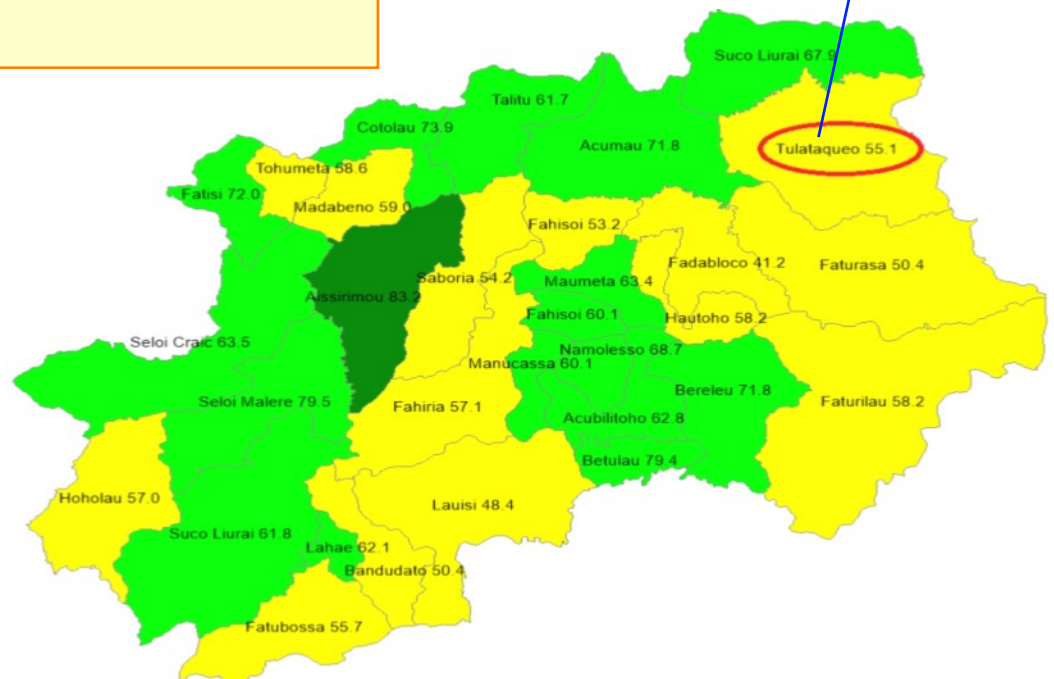 Suco Liurai 67.9
Talitu 61.7
Cotolau 73.9
Acumau 71.8
Tulataqueo 55.1
Tohumeta 58.6
Fatisi 72.0
Madabeno 59.0
Fahisoi 53.2
Saboria 54.2
Fadabloco 41.2
Faturasa 50.4
Maumeta 63.4
Aissirimou 83.2
Fahisoi 60.1
Hautoho 58.2
Seloi Craic 63.5
Namolesso 68.7
Manucassa 60.1
Bereleu 71.8
Seloi Malere 79.5
Fahiria 57.1
Faturilau 58.2
Acubilitoho 62.8
Betulau 79.4
Hoholau 57.0
Lauisi 48.4
Suco Liurai 61.8
Lahae 62.1
Bandudato 50.4
Fatubossa 55.7